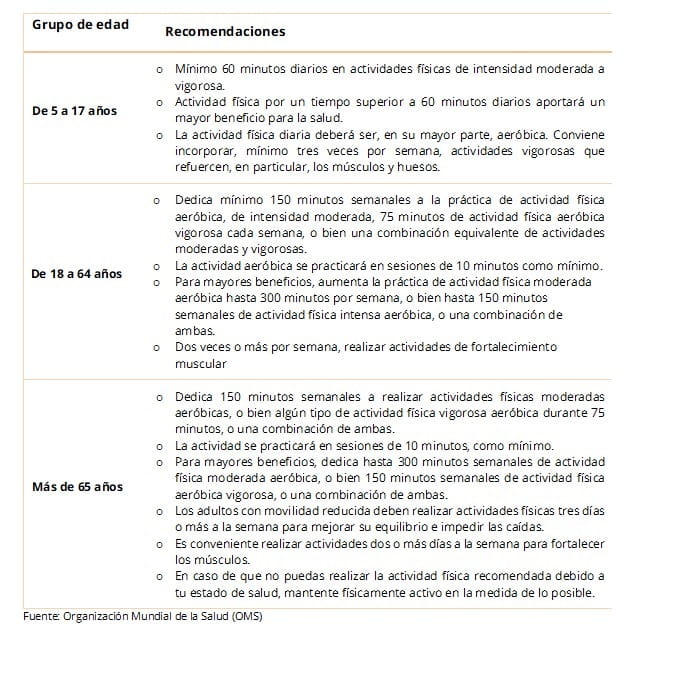 Grupo de edad
Recomendaciones
De 5 a 17 años
o Mínimo 60 minutos diarios en actividades físicas de intensidad moderada a
vigorosa.
o Actividad física por un tiempo superior a 60 minutos diarios aportará un
mayor beneficio para la salud.
o La actividad física diaria deberá ser, en su mayor parte, aeróbica. Conviene
incorporar, mínimo tres veces por semana, actividades vigorosas que
refuercen, en particular, los músculos y huesos.
De 18 a 64 años
o Dedica mínimo 150 minutos semanales a la práctica de actividad física
aeróbica, de intensidad moderada, 75 minutos de actividad física aeróbica
vigorosa cada semana, o bien una combinación equivalente de actividades
moderadas y vigorosas.
o La actividad aeróbica se practicará en sesiones de 10 minutos como mínimo.
o Para mayores beneficios, aumenta la práctica de actividad física moderada
aeróbica hasta 300 minutos por semana, o bien hasta 150 minutos
semanales de actividad física intensa aeróbica, o una combinación de
ambas.
o Dos veces o más por semana, realizar actividades de fortalecimiento
muscular
Más de 65 años
o Dedica 150 minutos semanales a realizar actividades físicas moderadas
aeróbicas, o bien algún tipo de actividad física vigorosa aeróbica durante 75
minutos, o una combinación de ambas.
o La actividad se practicará en sesiones de 10 minutos, como mínimo.
o Para mayores beneficios, dedica hasta 300 minutos semanales de actividad
física moderada aeróbica, o bien 150 minutos semanales de actividad física
aeróbica vigorosa, o una combinación de ambas.
o Los adultos con movilidad reducida deben realizar actividades físicas tres días
o más a la semana para mejorar su equilibrio e impedir las caídas.
o Es conveniente realizar actividades dos o más días a la semana para fortalecer
los músculos.
o En caso de que no puedas realizar la actividad física recomendada debido a
tu estado de salud, mantente físicamente activo en la medida de lo posible.
Fuente: Organización Mundial de la Salud (OMS)